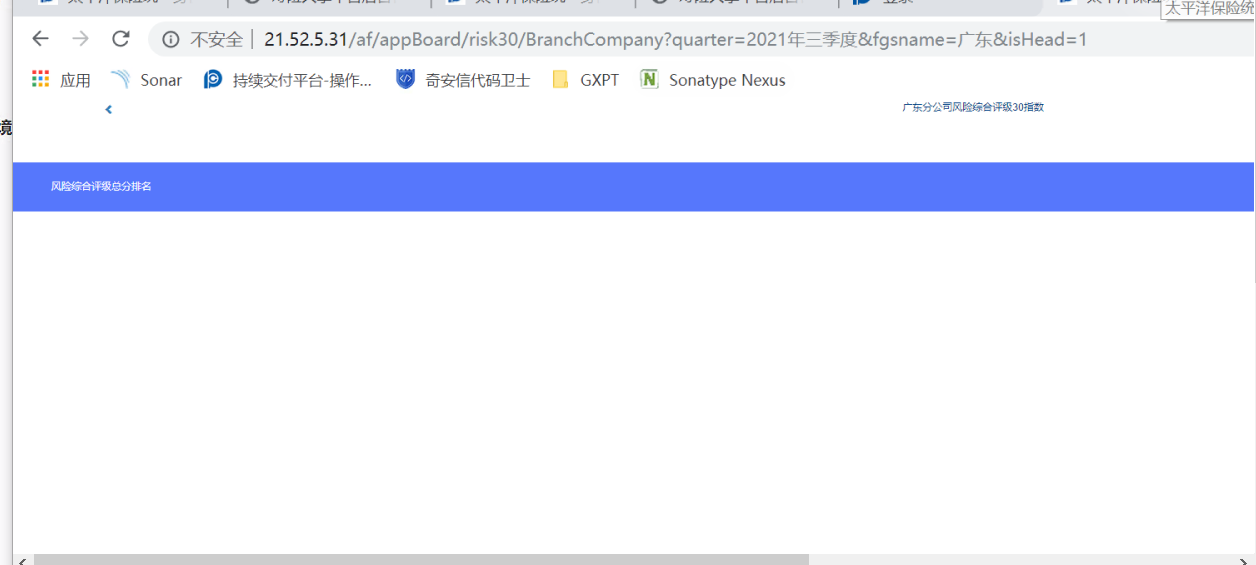 登录
太平洋保险统
不安全 | 21.52.5.31/af/appBoard/risk30/BranchCompany?quarter=2021年三季度&fgsname=广东&isHead=1
应用 Sonar 持续交付平台-操作... 奇安信代码卫士 GXPT Sonatype Nexus
广东分公司风险综合评级30指数
境
风险综合评级总分排名